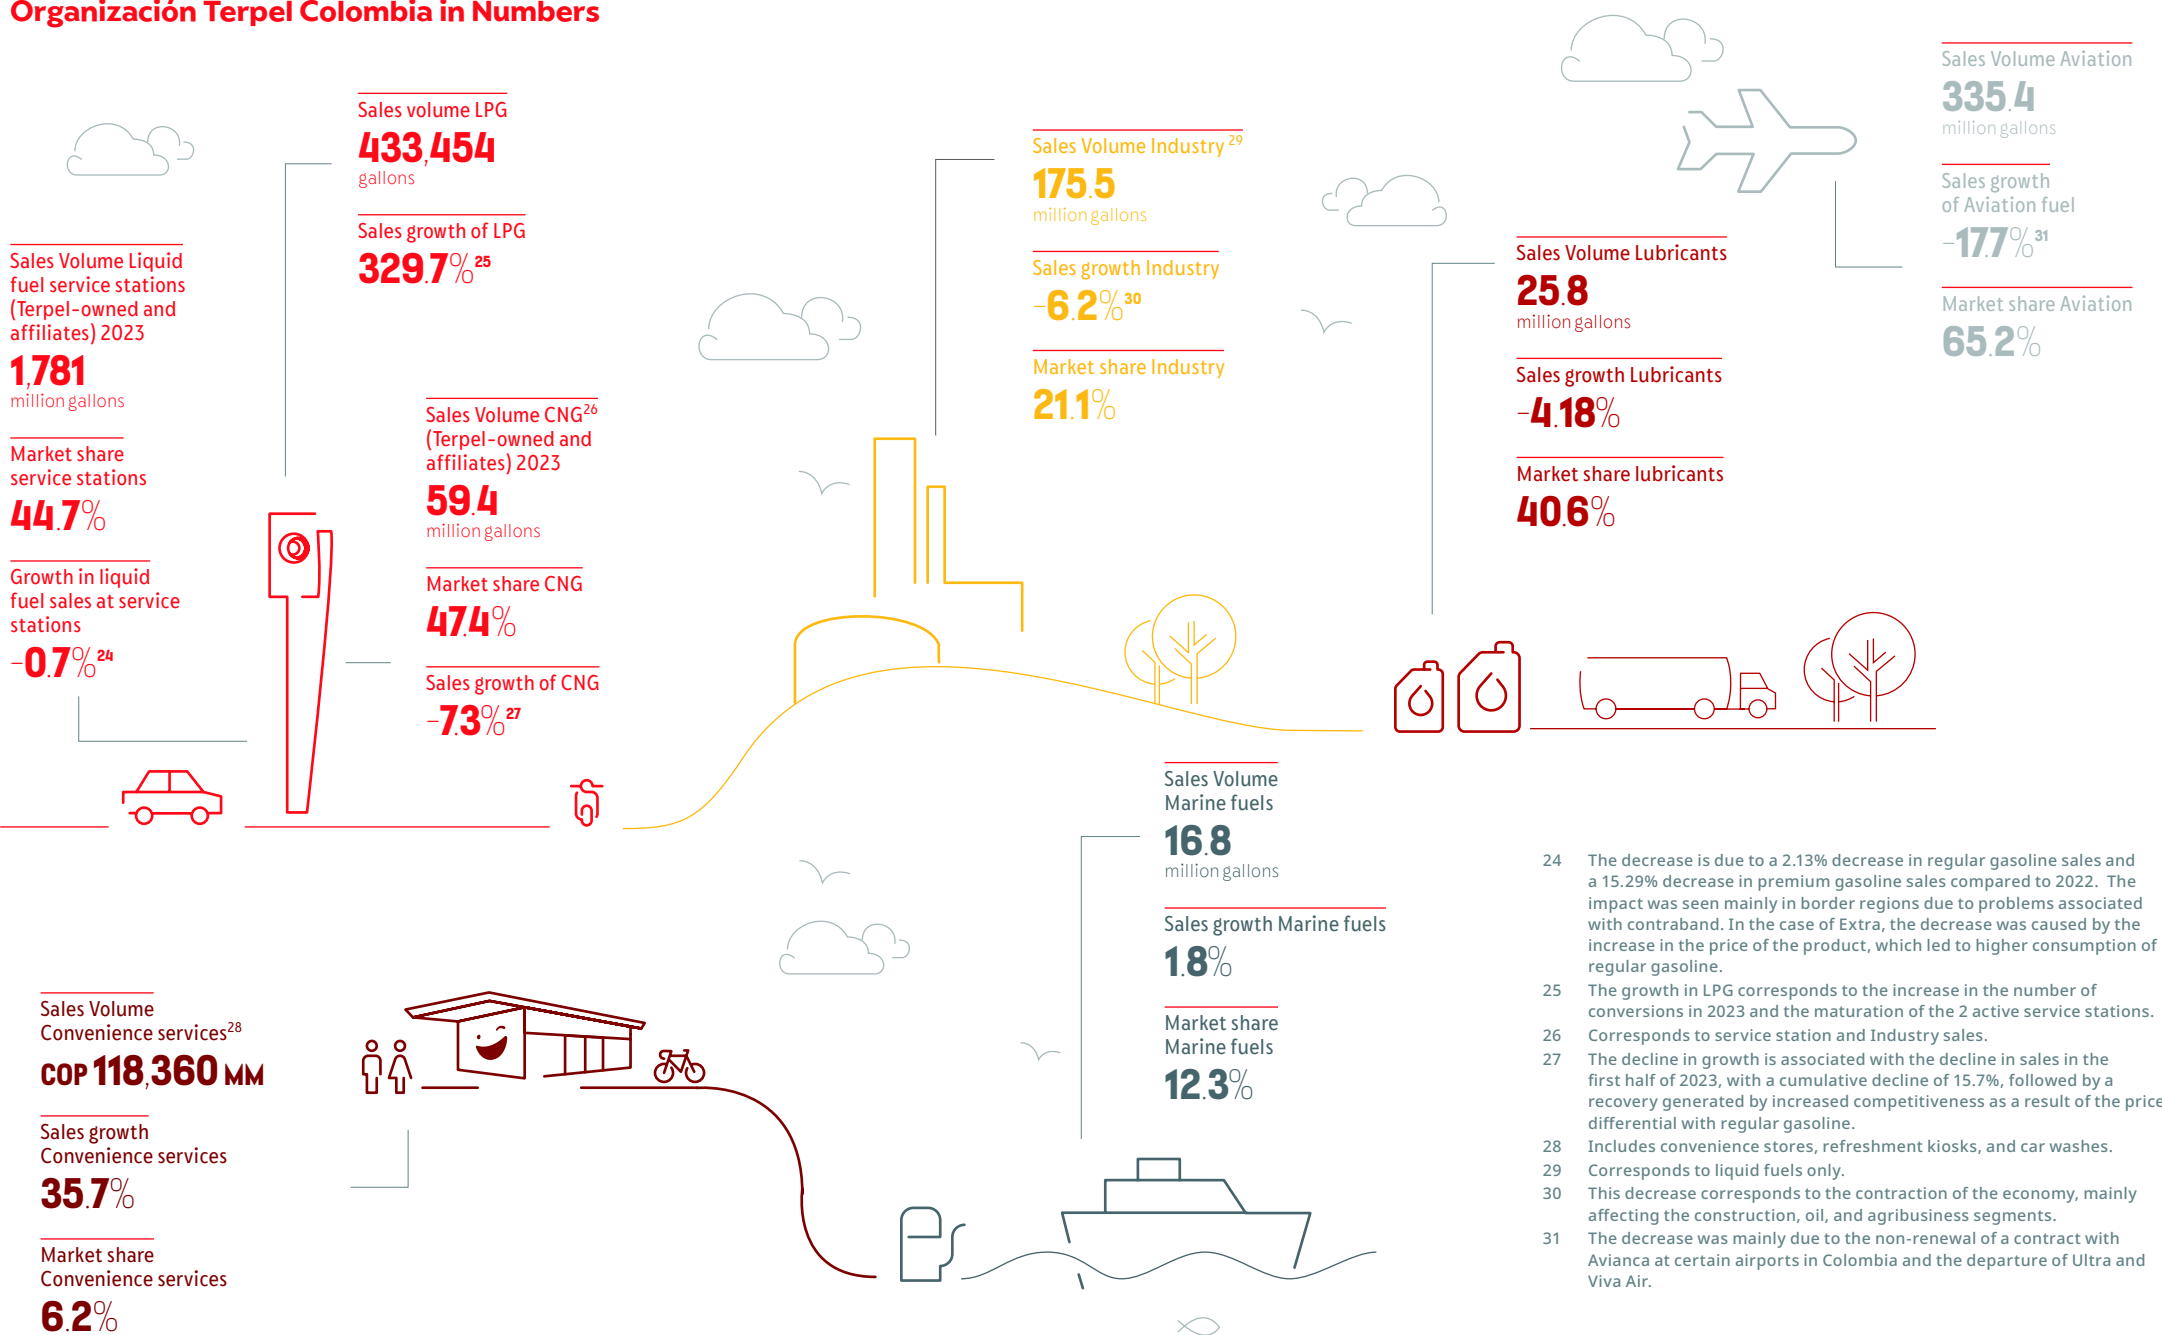 Organización Terpel Colombia in Numbers
Sales Volume Liquid
fuel service stations
(Terpel-owned and
affiliates) 2023
1,781
million gallons
Market share
service stations
44.7%
Growth in liquid
fuel sales at service
stations
-0.7% 24
Sales volume LPG
433,454
gallons
Sales growth of LPG
329.7% 25
Sales Volume CNG26
(Terpel-owned and
affiliates) 2023
59.4
million gallons
Market share CNG
47.4%
Sales growth of CNG
-7.3% 27
Sales Volume Industry 29
175.5
million gallons
Sales growth Industry
-6.2% 30
Market share Industry
21.1%
Sales Volume Lubricants
25.8
million gallons
Sales growth Lubricants
-4.18%
Market share lubricants
40.6%
Sales Volume Aviation
335.4
million gallons
Sales growth
of Aviation fuel
-17.7% 31
Market share Aviation
65.2%
Sales Volume
Marine fuels
16.8
million gallons
Sales growth Marine fuels
1.8%
Market share
Marine fuels
12.3%
Sales Volume
Convenience services28
COP 118,360 MM
Sales growth
Convenience services
35.7%
Market share
Convenience services
6.2%
24 The decrease is due to a 2.13% decrease in regular gasoline sales and
a 15.29% decrease in premium gasoline sales compared to 2022. The
impact was seen mainly in border regions due to problems associated
with contraband. In the case of Extra, the decrease was caused by the
increase in the price of the product, which led to higher consumption of
regular gasoline.
25 The growth in LPG corresponds to the increase in the number of
conversions in 2023 and the maturation of the 2 active service stations.
26 Corresponds to service station and Industry sales.
27 The decline in growth is associated with the decline in sales in the
first half of 2023, with a cumulative decline of 15.7%, followed by a
recovery generated by increased competitiveness as a result of the price
differential with regular gasoline.
28 Includes convenience stores, refreshment kiosks, and car washes.
29 Corresponds to liquid fuels only.
30 This decrease corresponds to the contraction of the economy, mainly
affecting the construction, oil, and agribusiness segments.
31 The decrease was mainly due to the non-renewal of a contract with
Avianca at certain airports in Colombia and the departure of Ultra and
Viva Air.